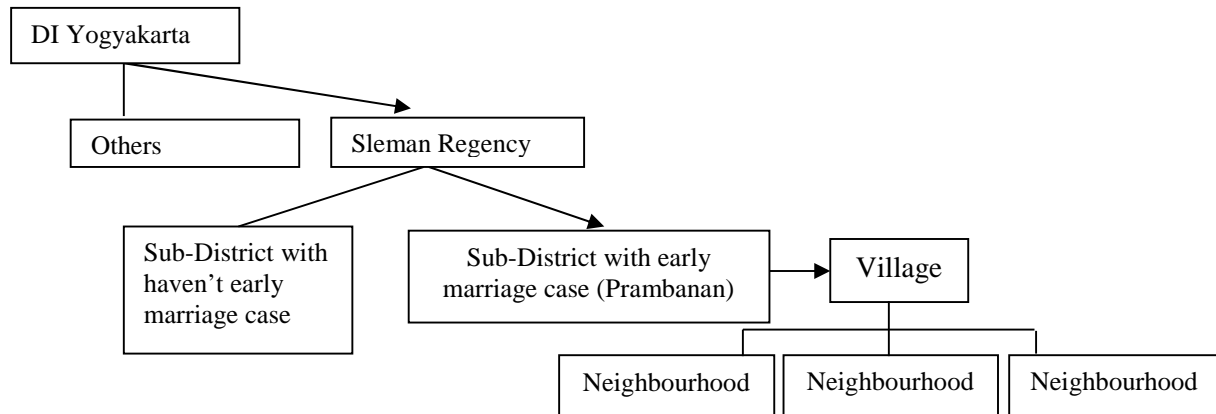 DI Yogyakarta
Others
Sleman Regency
Sub-District with
haven’t early
marriage case
Sub-District with early
marriage case (Prambanan)
Village
Neighbourhood
Neighbourhood
Neighbourhood